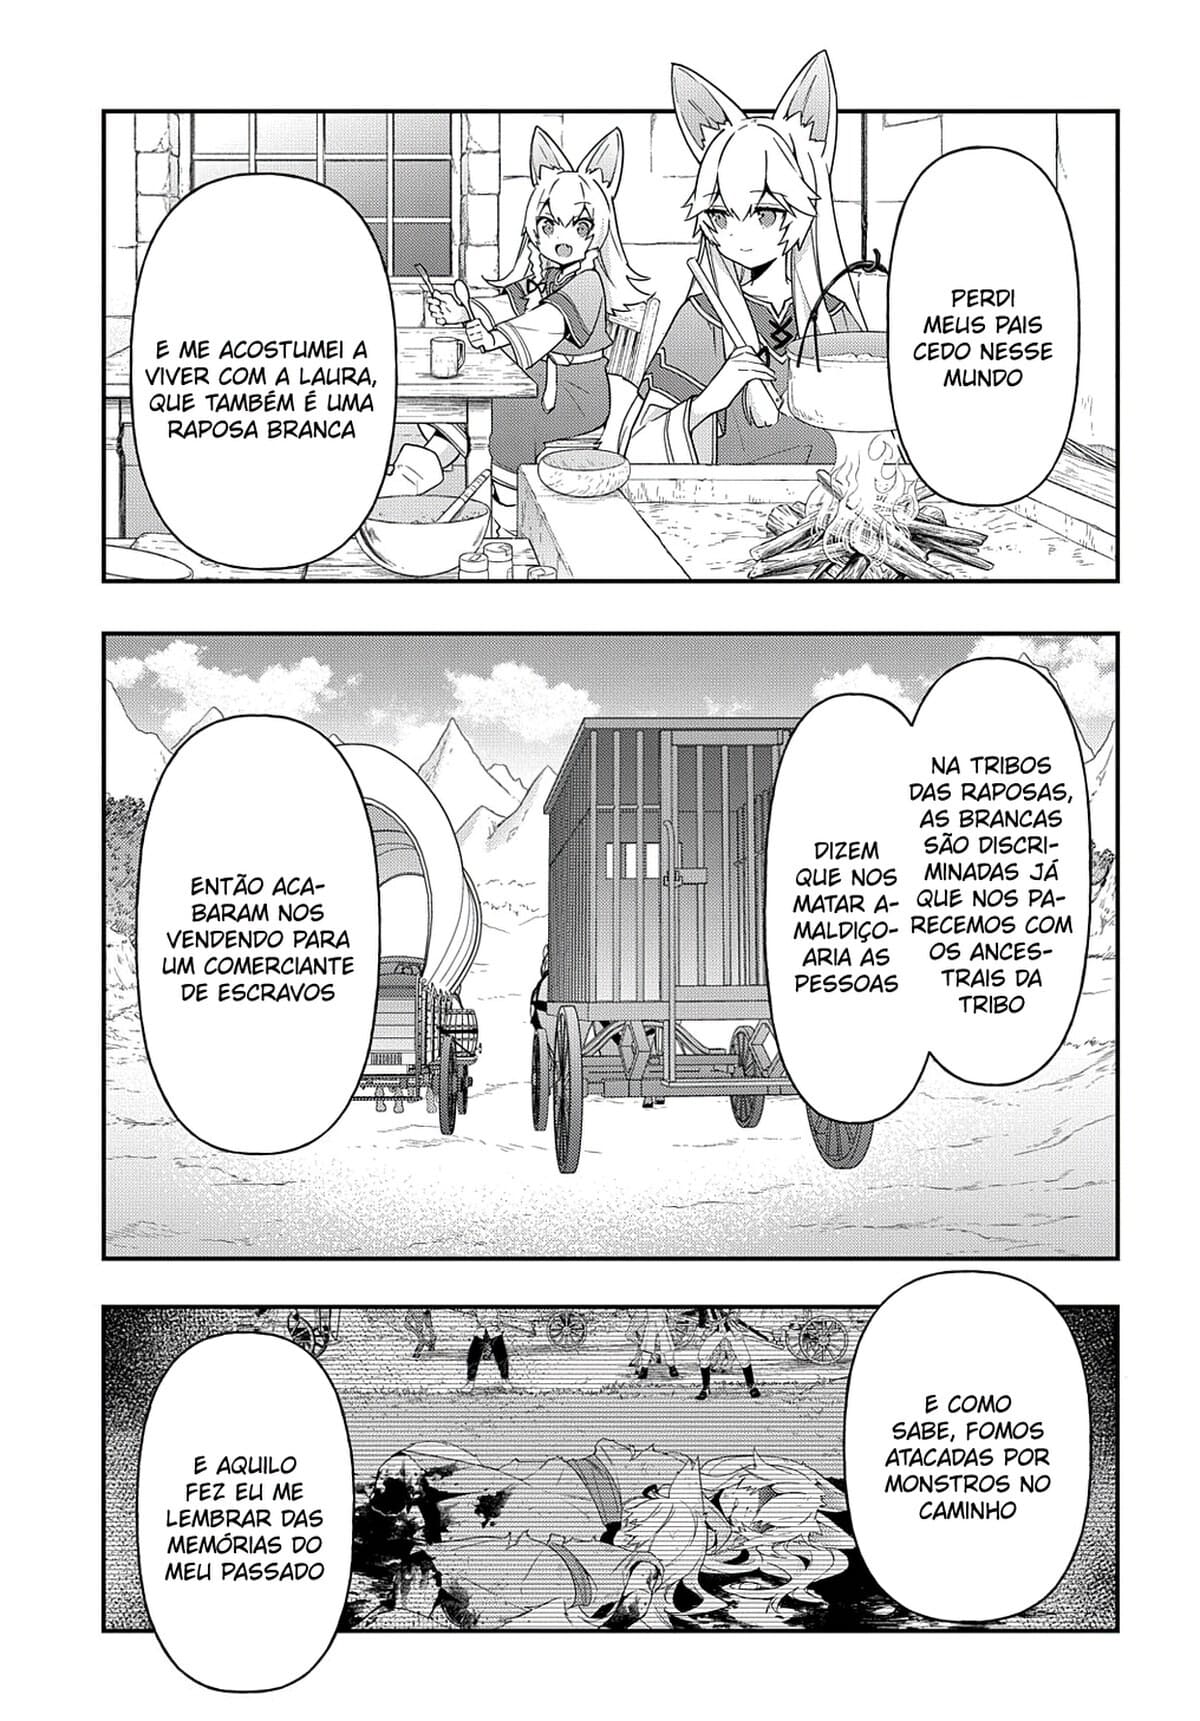 PERDI
MEUS PAIS
CEDO NESSE
MUNDO
E ME ACOSTUMEI A
VIVER COM A LAURA,
QUE TAMBÉM É UMA
RAPOSA BRANCA
NA TRIBOS
DAS RAPOSAS,
AS BRANCAS
SÃO DISCRI-
MINADAS JÁ
QUE NOS PA-
RECEMOS COM
OS ANCES-
TRAIS DA
TRIBO
DIZEM
QUE NOS
MATAR A-
MALDIÇO-
ARIA AS
PESSOAS
ENTÃO ACA-
BARAM NOS
VENDENDO PARA
UM COMERCIANTE
DE ESCRAVOS
E COMO
SABE, FOMOS
ATACADAS POR
MONSTROS NO
CAMINHO
E AQUILO
FEZ EU ME
LEMBRAR DAS
MEMÓRIAS DO
MEU PASSADO